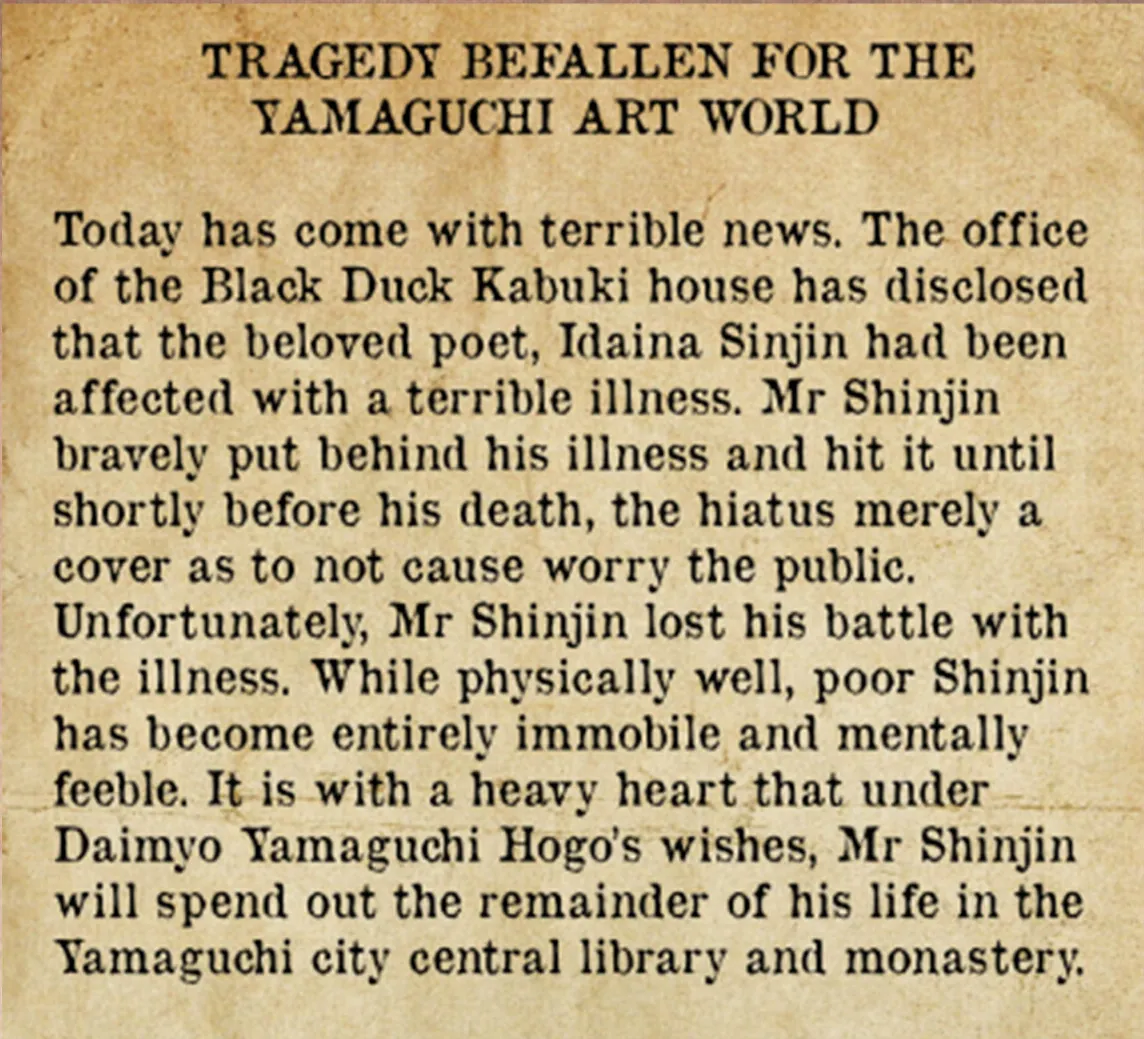 TRAGEDY BEFALLEN FOR THE
YAMAGUCHI ART WORLD
Today has come with terrible news. The office
of the Black Duck Kabuki house has disclosed
that the beloved poet, Idaina Sinjin had been
affected with a terrible illness. Mr Shinjin
bravely put behind his illness and hit it until
shortly before his death, the hiatus merely a
cover as to not cause worry the public.
Unfortunately, Mr Shinjin lost his battle with
the illness. While physically well, poor Shinjin
has become entirely immobile and mentally
feeble. It is with a heavy heart that under
Daimyo Yamaguchi Hogo's wishes, Mr Shinjin
will spend out the remainder of his life in the
Yamaguchi city central library and monastery.